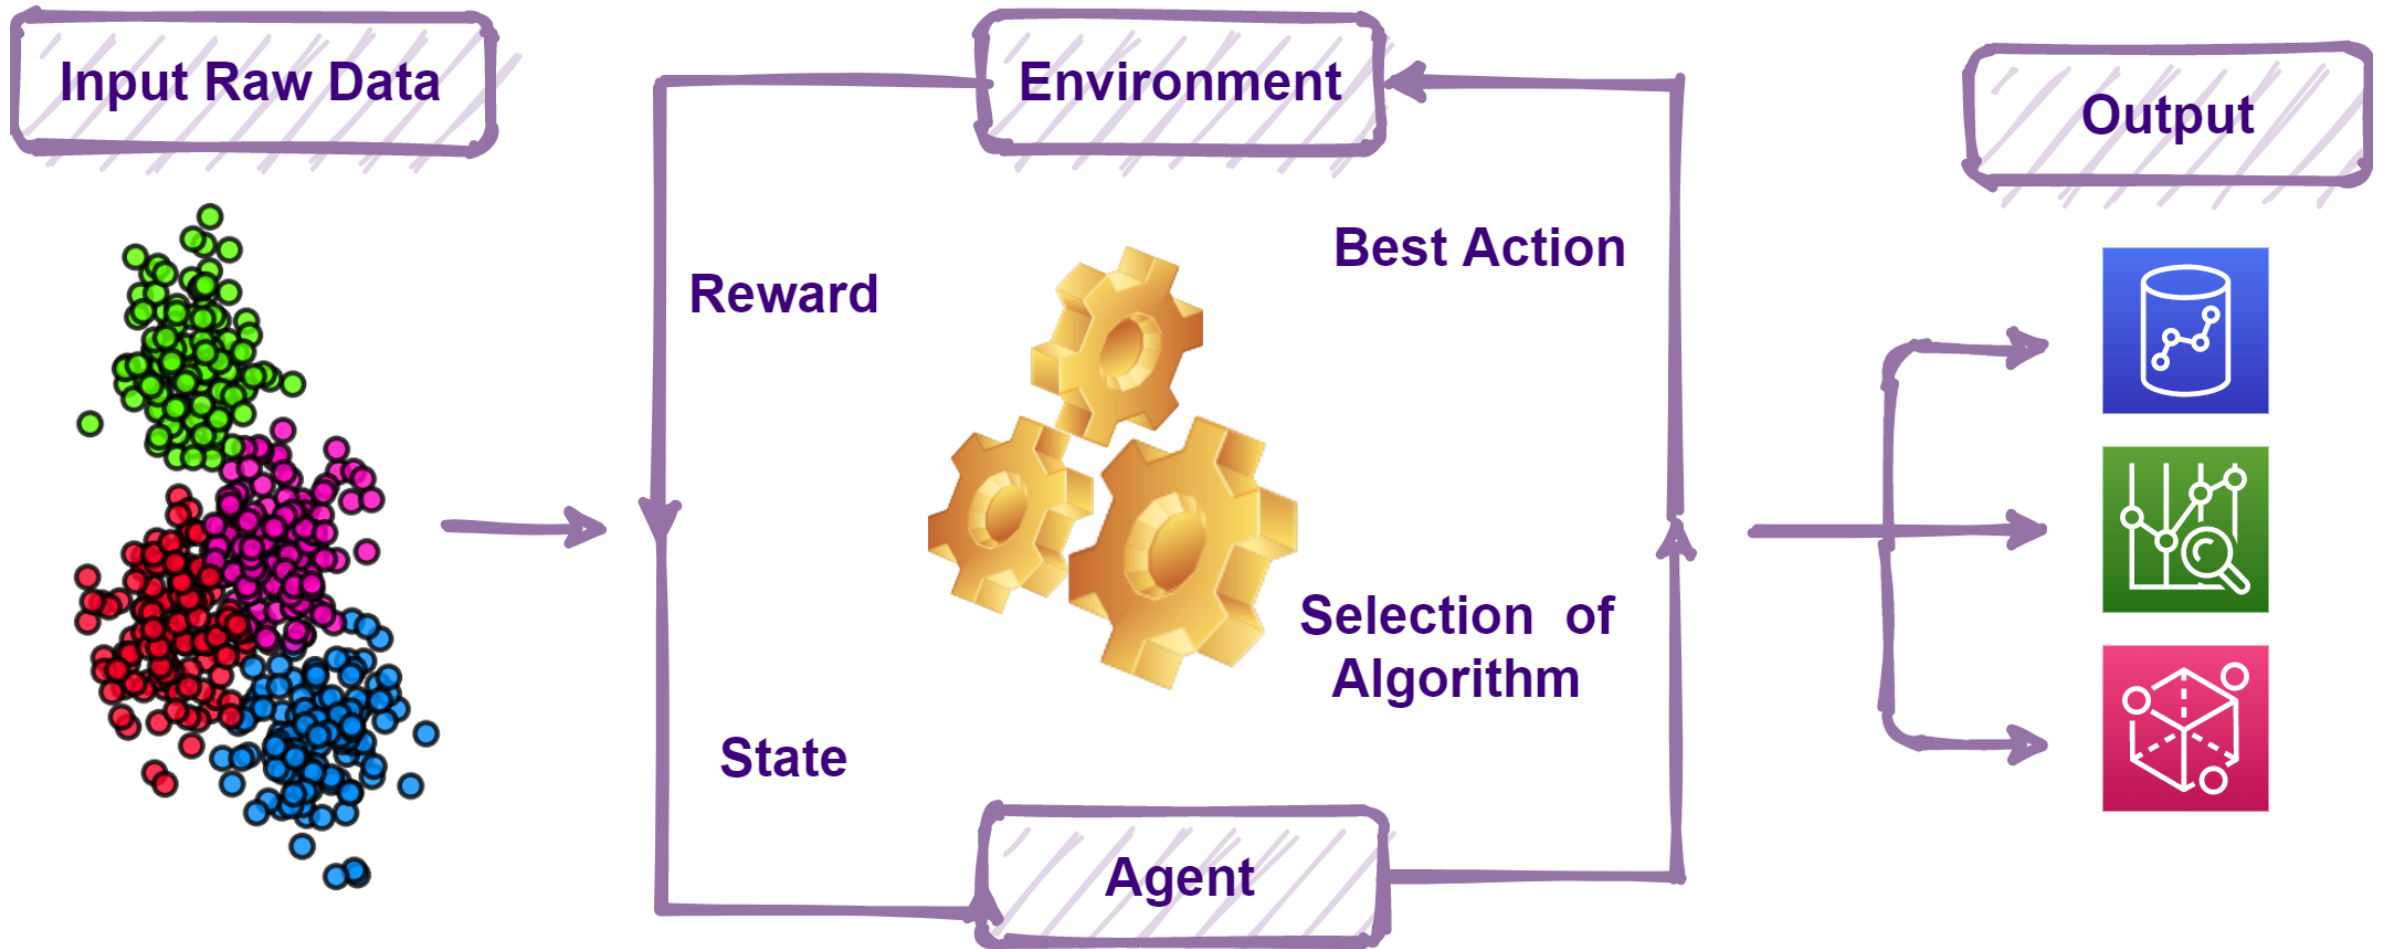 Input Raw Data
Environment
Output
Reward
Best Action
Selection of
Algorithm
State
Agent